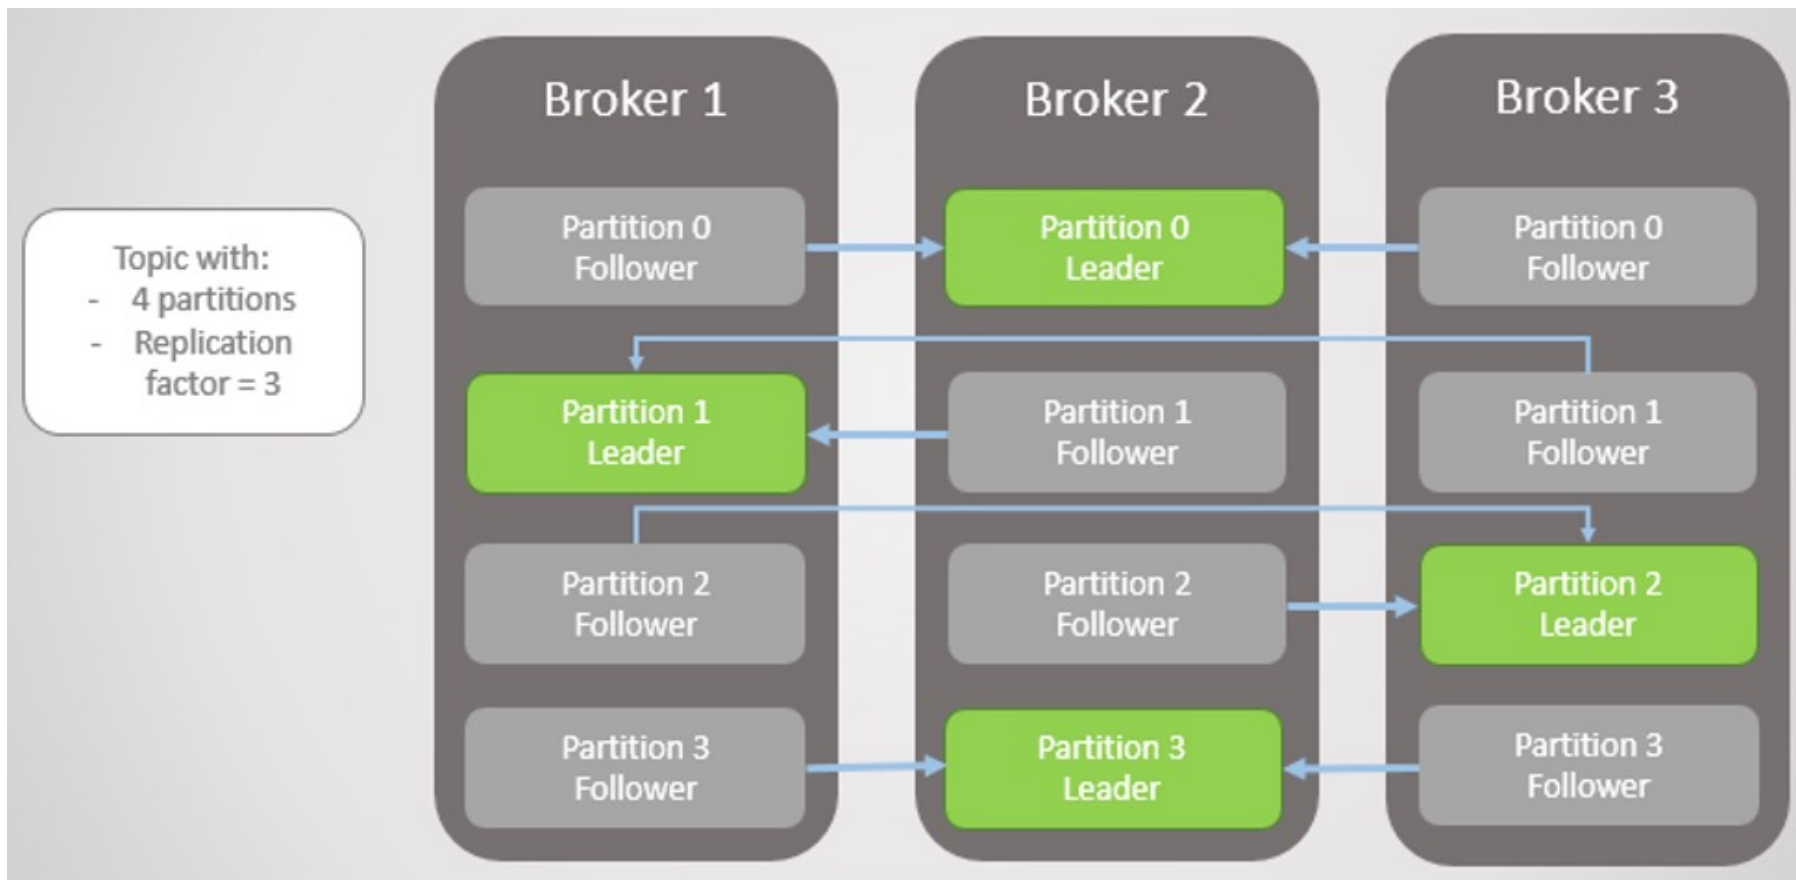 Topic with:
- 4 partitions
- Replication
factor = 3
Broker 1
Partition 0
Follower
Partition 1
Leader
Partition 2
Follower
Partition 3
Follower
Broker 2
Partition 0
Leader
Partition 1
Follower
Partition 2
Follower
Partition 3
Leader
Broker 3
Partition 0
Follower
Partition 1
Follower
Partition 2
Leader
Partition 3
Follower